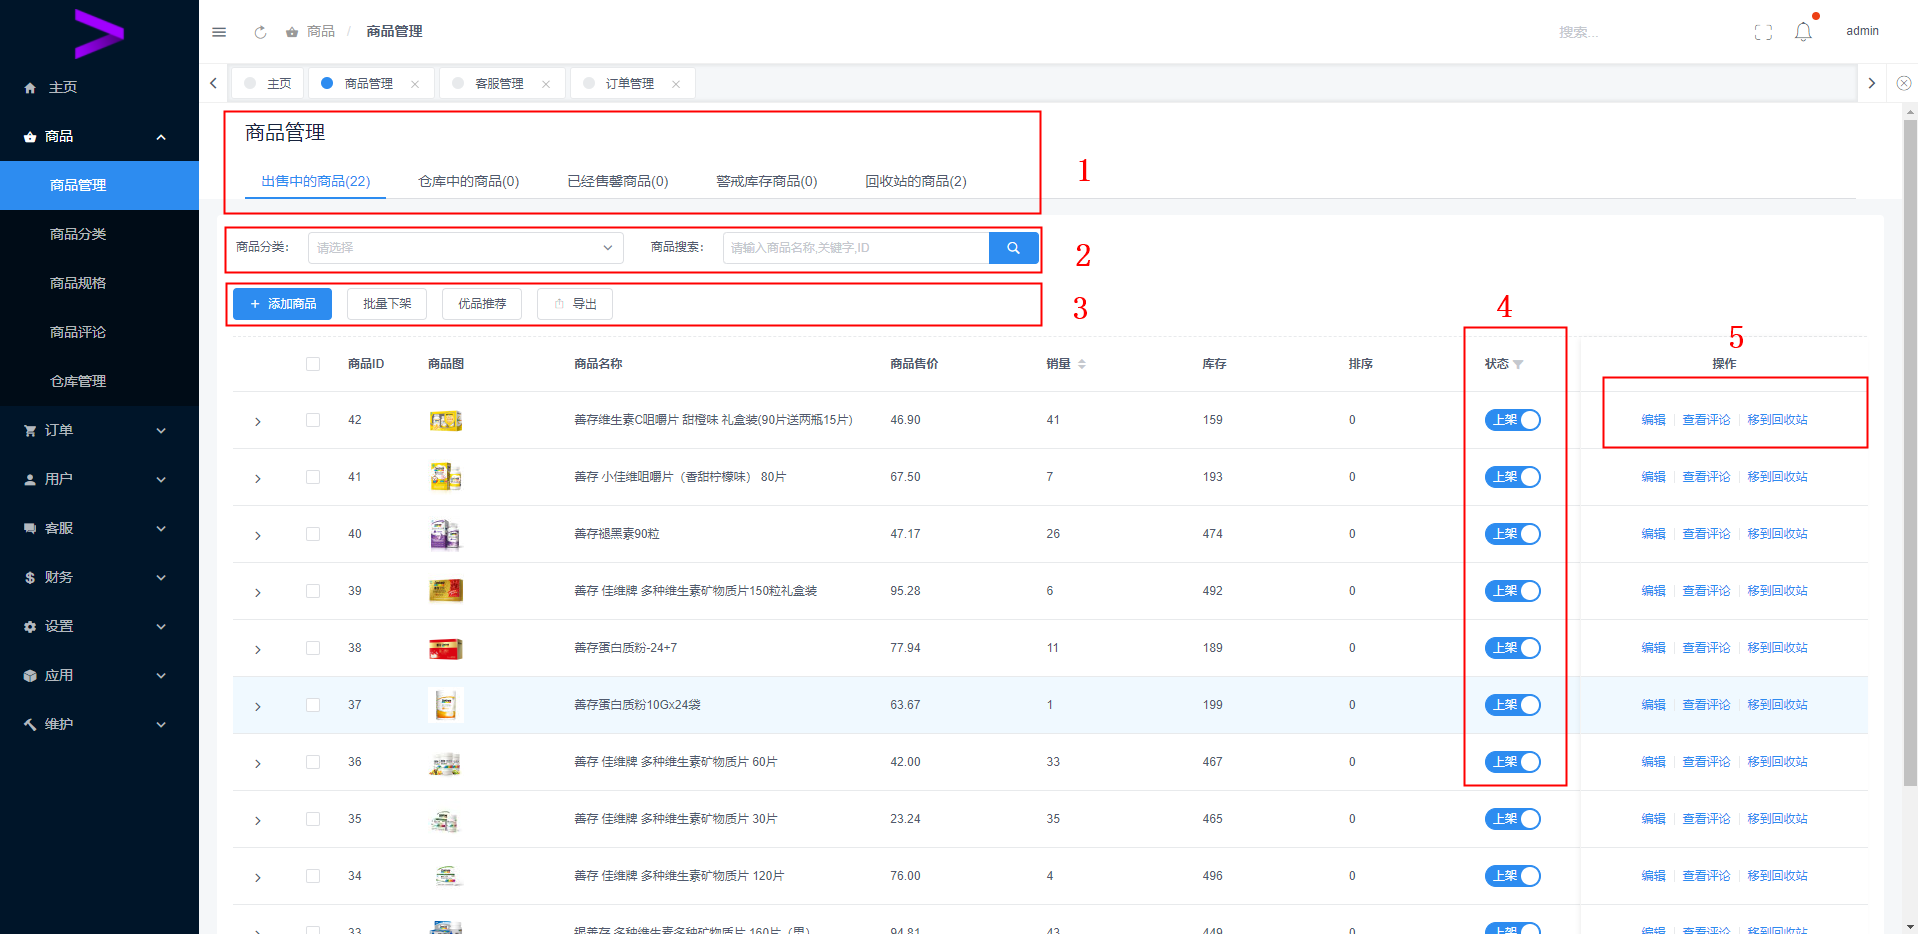 商品 / 商品管理
搜索...
admin
主页
商品管理
客服管理
订单管理
主页
商品
商品管理
商品分类
商品规格
商品评论
仓库管理
订单
用户
客服
财务
设置
应用
维护
商品管理
出售中的商品(22) 仓库中的商品(0) 已经售馨商品(0) 警戒库存商品(0) 回收站的商品(2)
1
商品分类： 请选择 商品搜索： 请输入商品名称,关键字,ID
2
+ 添加商品 批量下架 优品推荐 导出
3
4
5
商品ID 商品图 商品名称 商品售价 销量 库存 排序 状态 操作
42 善存维生素C咀嚼片 甜橙味 礼盒装(90片送两瓶15片) 46.90 41 159 0 上架 编辑 查看评论 移到回收站
41 善存 小佳维咀嚼片（香甜柠檬味） 80片 67.50 7 193 0 上架 编辑 查看评论 移到回收站
40 善存褪黑素90粒 47.17 26 474 0 上架 编辑 查看评论 移到回收站
39 善存 佳维牌 多种维生素矿物质片150粒礼盒装 95.28 6 492 0 上架 编辑 查看评论 移到回收站
38 善存蛋白质粉-24+7 77.94 11 189 0 上架 编辑 查看评论 移到回收站
37 善存蛋白质粉10Gx24袋 63.67 1 199 0 上架 编辑 查看评论 移到回收站
36 善存 佳维牌 多种维生素矿物质片 60片 42.00 33 467 0 上架 编辑 查看评论 移到回收站
35 善存 佳维牌 多种维生素矿物质片 30片 23.24 35 465 0 上架 编辑 查看评论 移到回收站
34 善存 佳维牌 多种维生素矿物质片 120片 76.00 4 496 0 上架 编辑 查看评论 移到回收站
33 银善存 多种维生素多种矿物质片 160片（男） 94.81 43 449 0 上架 编辑 查看评论 移到回收站